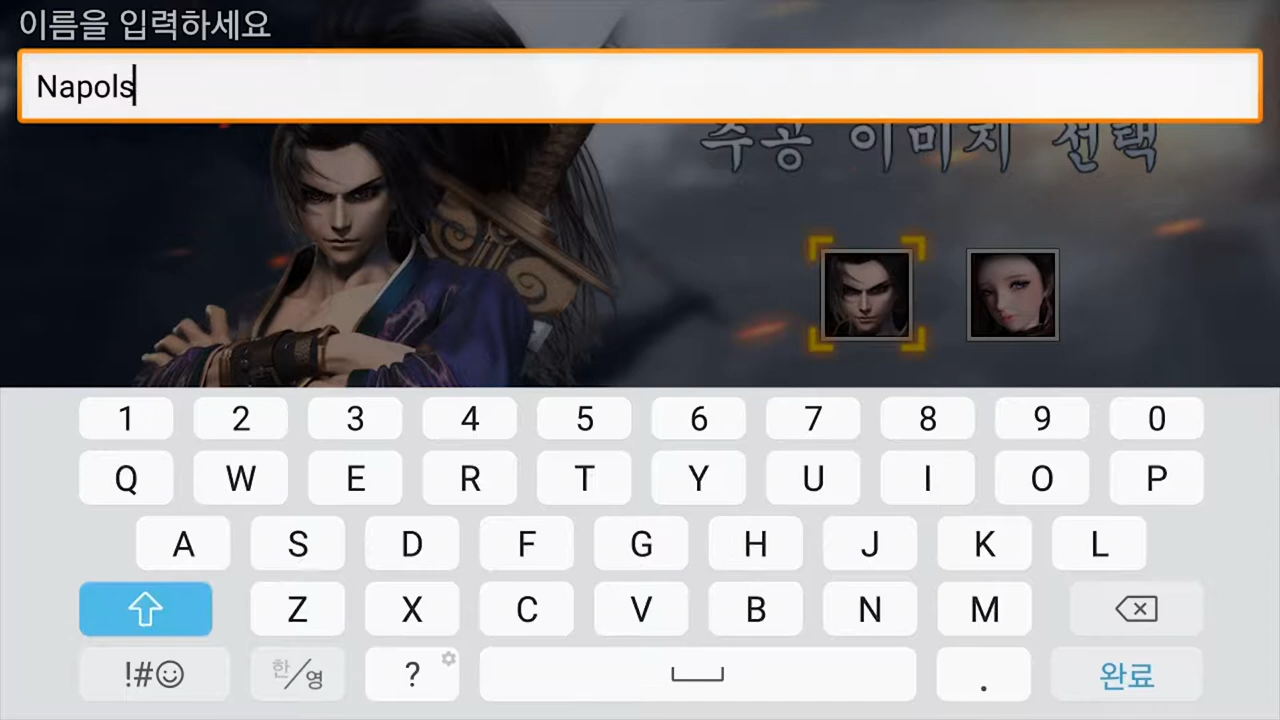 이름을 입력하세요
Napols
주공 이미지 선택
1 2 3 4 5 6 7 8 9 0
Q W E R T Y U I O P
A S D F G H J K L
Z X C V B N M
!#☺ 한/영 ? . 완료